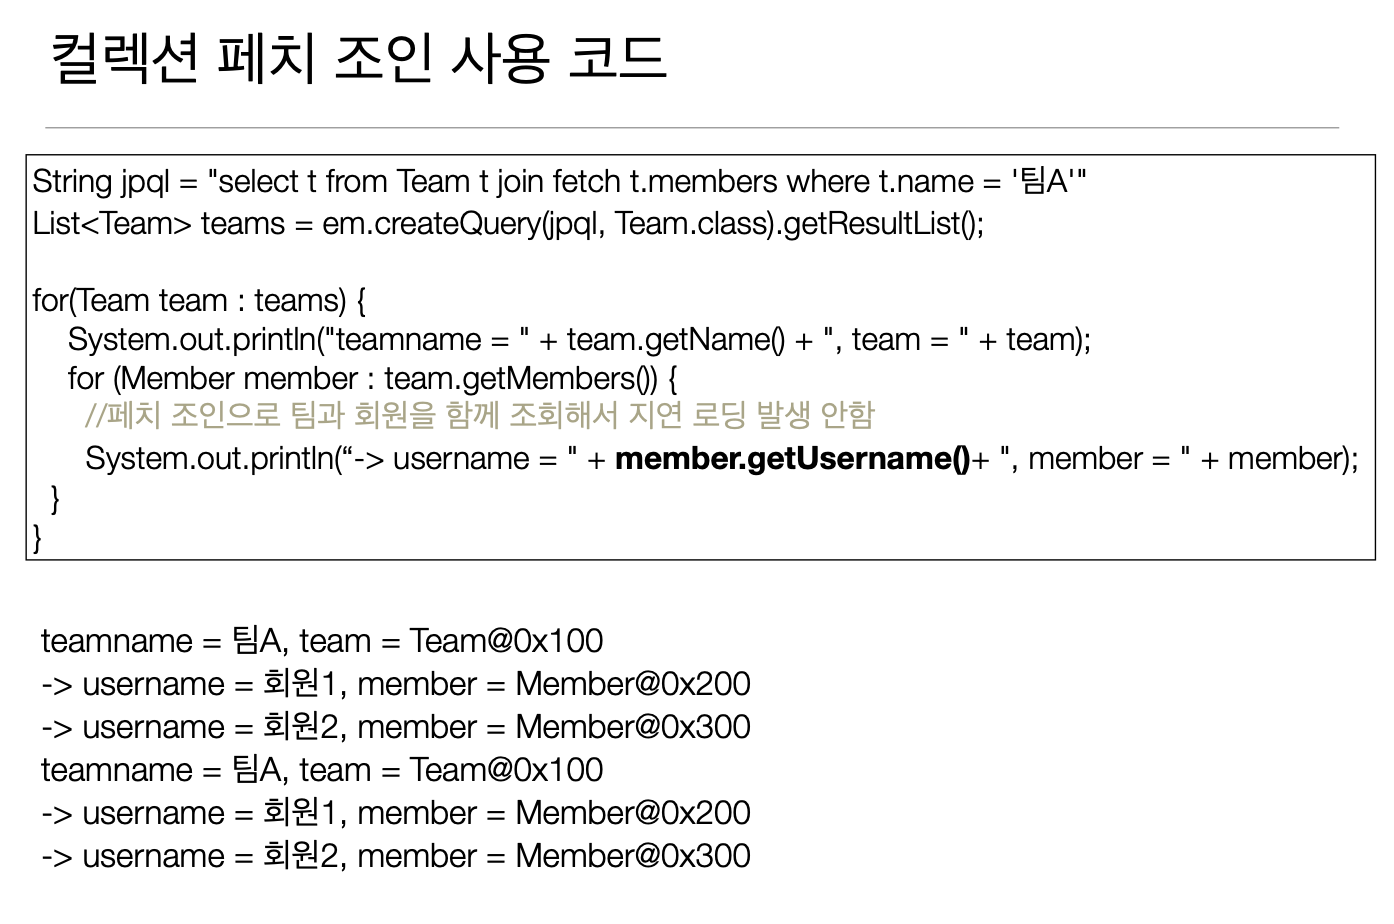 컬렉션 페치 조인 사용 코드
String jpql = "select t from Team t join fetch t.members where t.name = '팀A'"
List<Team> teams = em.createQuery(jpql, Team.class).getResultList();
for(Team team : teams) {
System.out.println("teamname = " + team.getName() + ", team = " + team);
for (Member member : team.getMembers()) {
//페치 조인으로 팀과 회원을 함께 조회해서 지연 로딩 발생 안함
System.out.println(“-> username = " + member.getUsername()+ ", member = " + member);
}
}
teamname = 팀A, team = Team@0x100
-> username = 회원1, member = Member@0x200
-> username = 회원2, member = Member@0x300
teamname = 팀A, team = Team@0x100
-> username = 회원1, member = Member@0x200
-> username = 회원2, member = Member@0x300